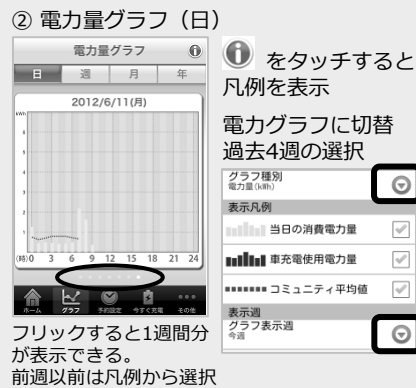 ② 電力量グラフ（日）
電力量グラフ
日 週 月 年
2012/6/11(月)
kWh
6
5
4
3
2
1
(時)0 3 6 9 12 15 18 21 24
ホーム グラフ 予約設定 今すぐ充電 その他
フリックすると1週間分
が表示できる。
前週以前は凡例から選択
i をタッチすると
凡例を表示
電力グラフに切替
過去4週の選択
グラフ種別
電力量(kWh)
表示凡例
当日の消費電力量
車充電使用電力量
コミュニティ平均値
表示週
グラフ表示週
今週